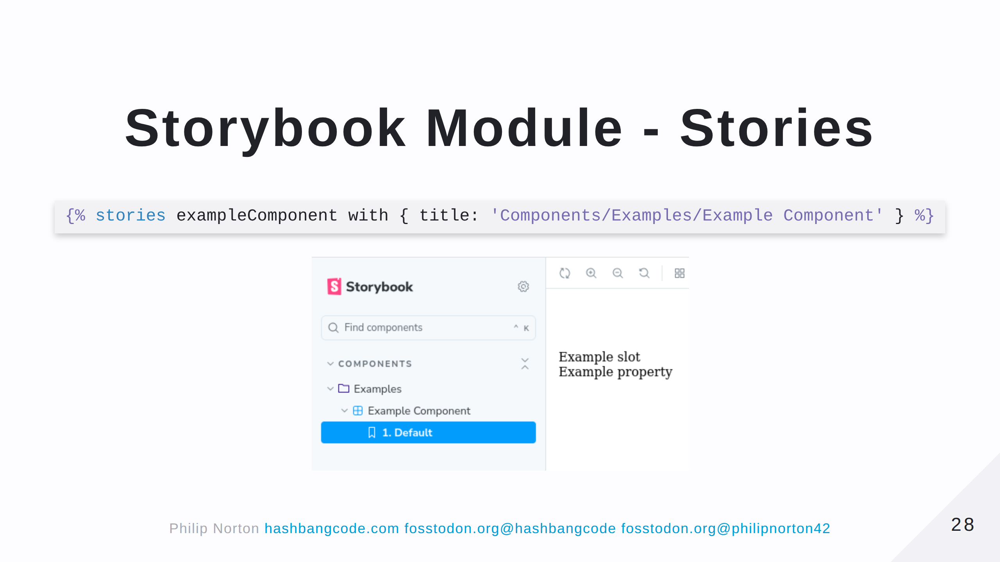 Storybook Module - Stories
{% stories exampleComponent with { title: 'Components/Examples/Example Component' } %}
Storybook
Find components ^ K
COMPONENTS
Examples
Example Component
1. Default
Example slot
Example property
Philip Norton hashbangcode.com fosstodon.org@hashbangcode fosstodon.org@philipnorton42
28